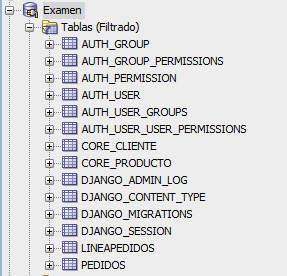 Examen
Tablas (Filtrado)
AUTH_GROUP
AUTH_GROUP_PERMISSIONS
AUTH_PERMISSION
AUTH_USER
AUTH_USER_GROUPS
AUTH_USER_USER_PERMISSIONS
CORE_CLIENTE
CORE_PRODUCTO
DJANGO_ADMIN_LOG
DJANGO_CONTENT_TYPE
DJANGO_MIGRATIONS
DJANGO_SESSION
LINEAPEDIDOS
PEDIDOS